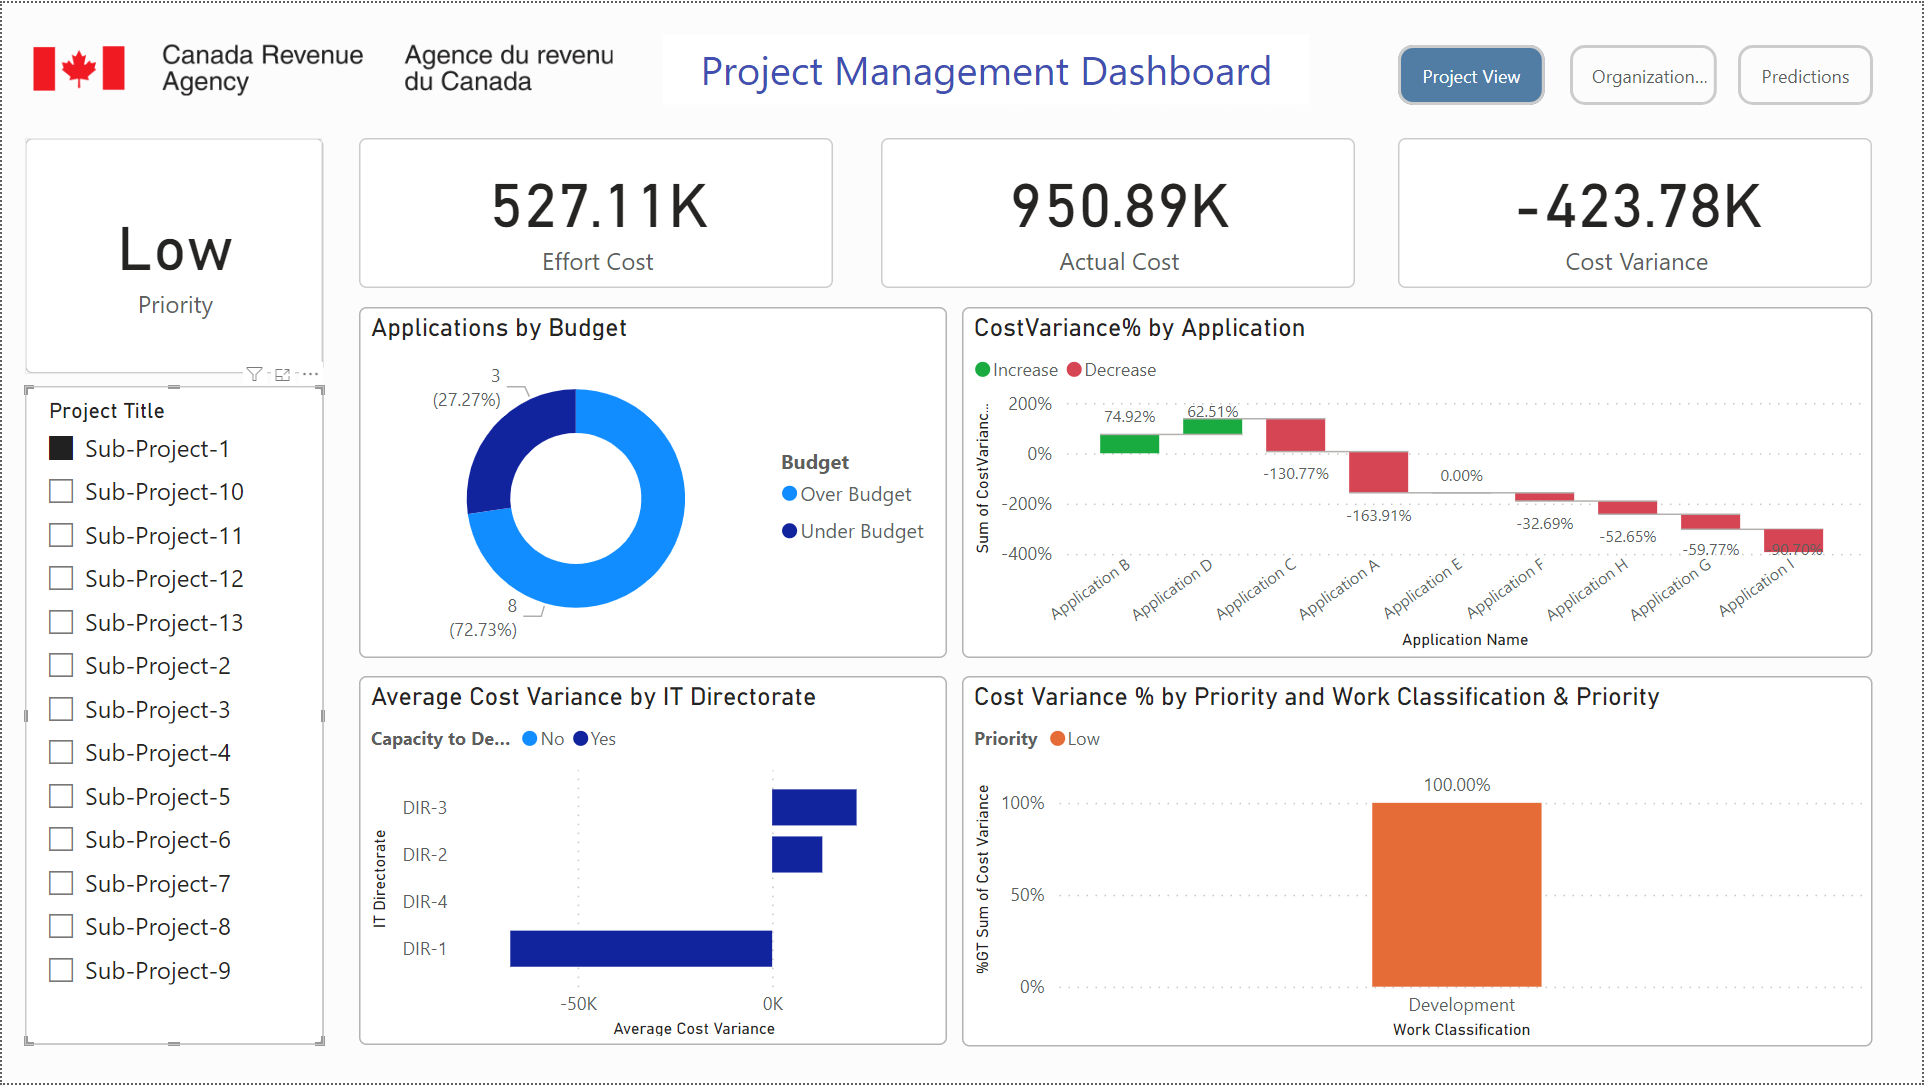 Canada Revenue
Agency
Agence du revenu
du Canada
Project Management Dashboard
Project View
Organization...
Predictions
Low
Priority
527.11K
Effort Cost
950.89K
Actual Cost
-423.78K
Cost Variance
Project Title
Sub-Project-1
Sub-Project-10
Sub-Project-11
Sub-Project-12
Sub-Project-13
Sub-Project-2
Sub-Project-3
Sub-Project-4
Sub-Project-5
Sub-Project-6
Sub-Project-7
Sub-Project-8
Sub-Project-9
Applications by Budget
3
(27.27%)
8
(72.73%)
Budget
Over Budget
Under Budget
CostVariance% by Application
Increase Decrease
Sum of CostVarianc...
200%
0%
-200%
-400%
74.92%
62.51%
-130.77%
-163.91%
0.00%
-32.69%
-52.65%
-59.77%
-90.70%
Application B
Application D
Application C
Application A
Application E
Application F
Application H
Application G
Application I
Application Name
Average Cost Variance by IT Directorate
Capacity to De... No Yes
IT Directorate
DIR-3
DIR-2
DIR-4
DIR-1
-50K 0K
Average Cost Variance
Cost Variance % by Priority and Work Classification & Priority
Priority Low
%GT Sum of Cost Variance
100%
50%
0%
100.00%
Development
Work Classification